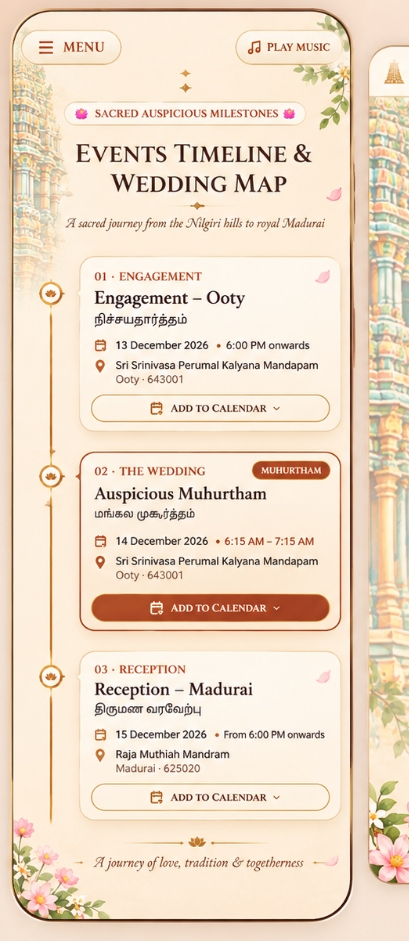 MENU
PLAY MUSIC
SACRED AUSPICIOUS MILESTONES
EVENTS TIMELINE &
WEDDING MAP
A sacred journey from the Nilgiri hills to royal Madurai
01 · ENGAGEMENT
Engagement – Ooty
நிச்சயதார்த்தம்
13 December 2026 • 6:00 PM onwards
Sri Srinivasa Perumal Kalyana Mandapam
Ooty · 643001
ADD TO CALENDAR
02 · THE WEDDING
MUHURTHAM
Auspicious Muhurtham
மங்கல முகூர்த்தம்
14 December 2026 • 6:15 AM – 7:15 AM
Sri Srinivasa Perumal Kalyana Mandapam
Ooty · 643001
ADD TO CALENDAR
03 · RECEPTION
Reception – Madurai
திருமண வரவேற்பு
15 December 2026 • From 6:00 PM onwards
Raja Muthiah Mandram
Madurai · 625020
ADD TO CALENDAR
A journey of love, tradition & togetherness